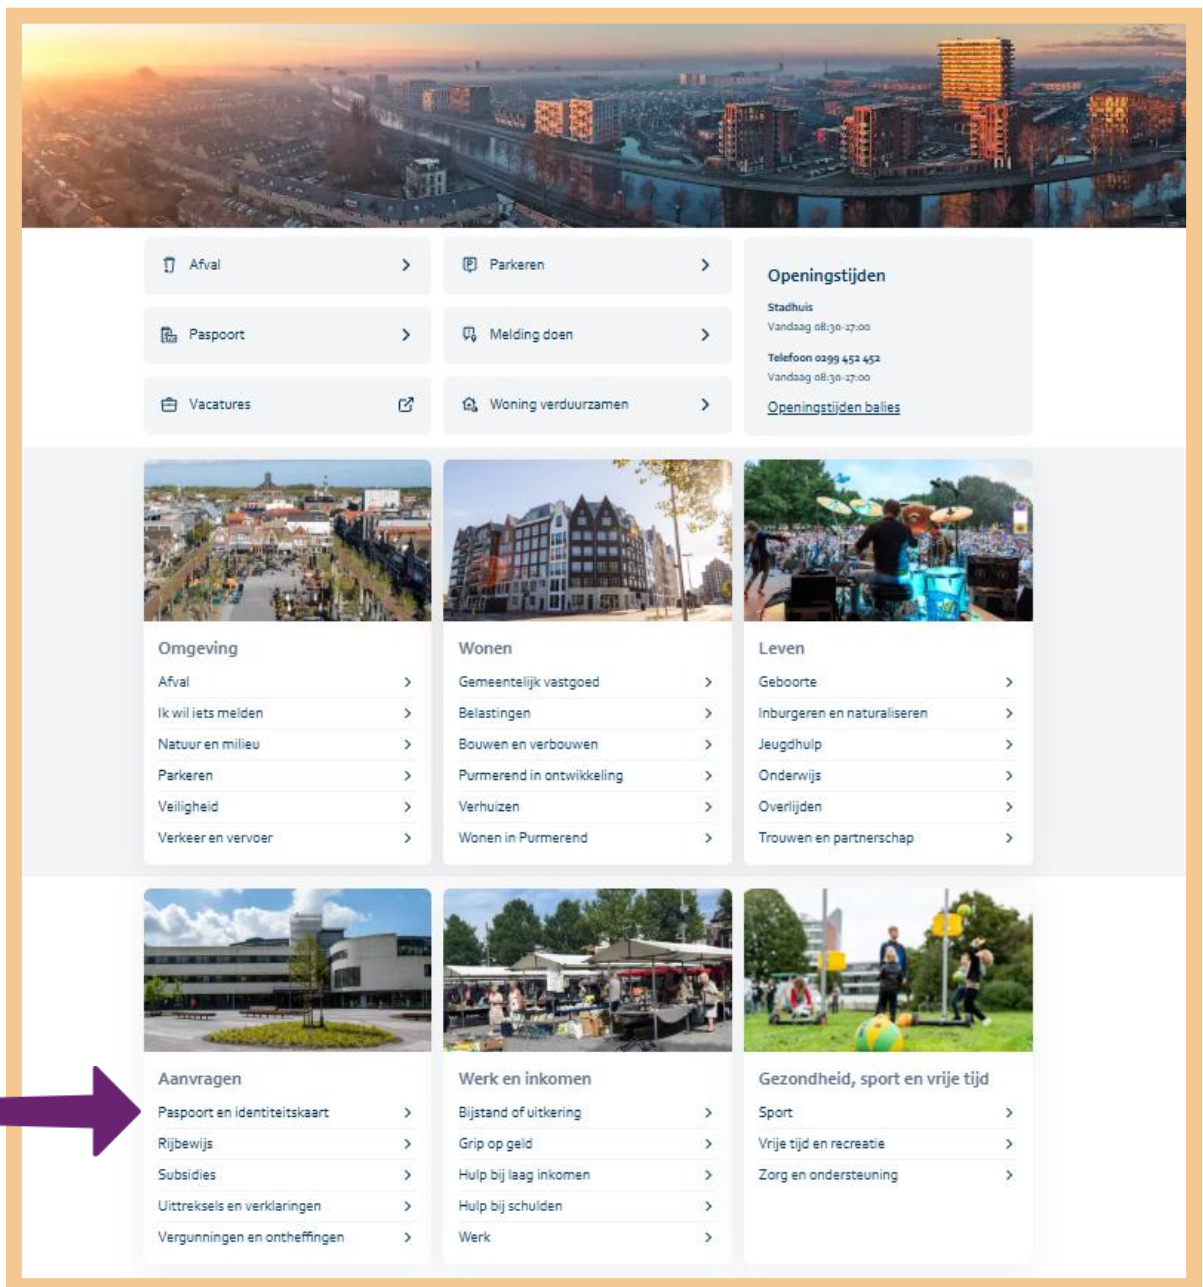 Afval
Parkeren
Paspoort
Melding doen
Vacatures
Woning verduurzamen
Openingstijden
Stadhuis
Vandaag 08:30-17:00
Telefoon 0299 452 452
Vandaag 08:30-17:00
Openingstijden balies
Omgeving
Afval
Ik wil iets melden
Natuur en milieu
Parkeren
Veiligheid
Verkeer en vervoer
Wonen
Gemeentelijk vastgoed
Belastingen
Bouwen en verbouwen
Purmerend in ontwikkeling
Verhuizen
Wonen in Purmerend
Leven
Geboorte
Inburgeren en naturaliseren
Jeugdhulp
Onderwijs
Overlijden
Trouwen en partnerschap
Aanvragen
Paspoort en identiteitskaart
Rijbewijs
Subsidies
Uittreksels en verklaringen
Vergunningen en ontheffingen
Werk en inkomen
Bijstand of uitkering
Grip op geld
Hulp bij laag inkomen
Hulp bij schulden
Werk
Gezondheid, sport en vrije tijd
Sport
Vrije tijd en recreatie
Zorg en ondersteuning